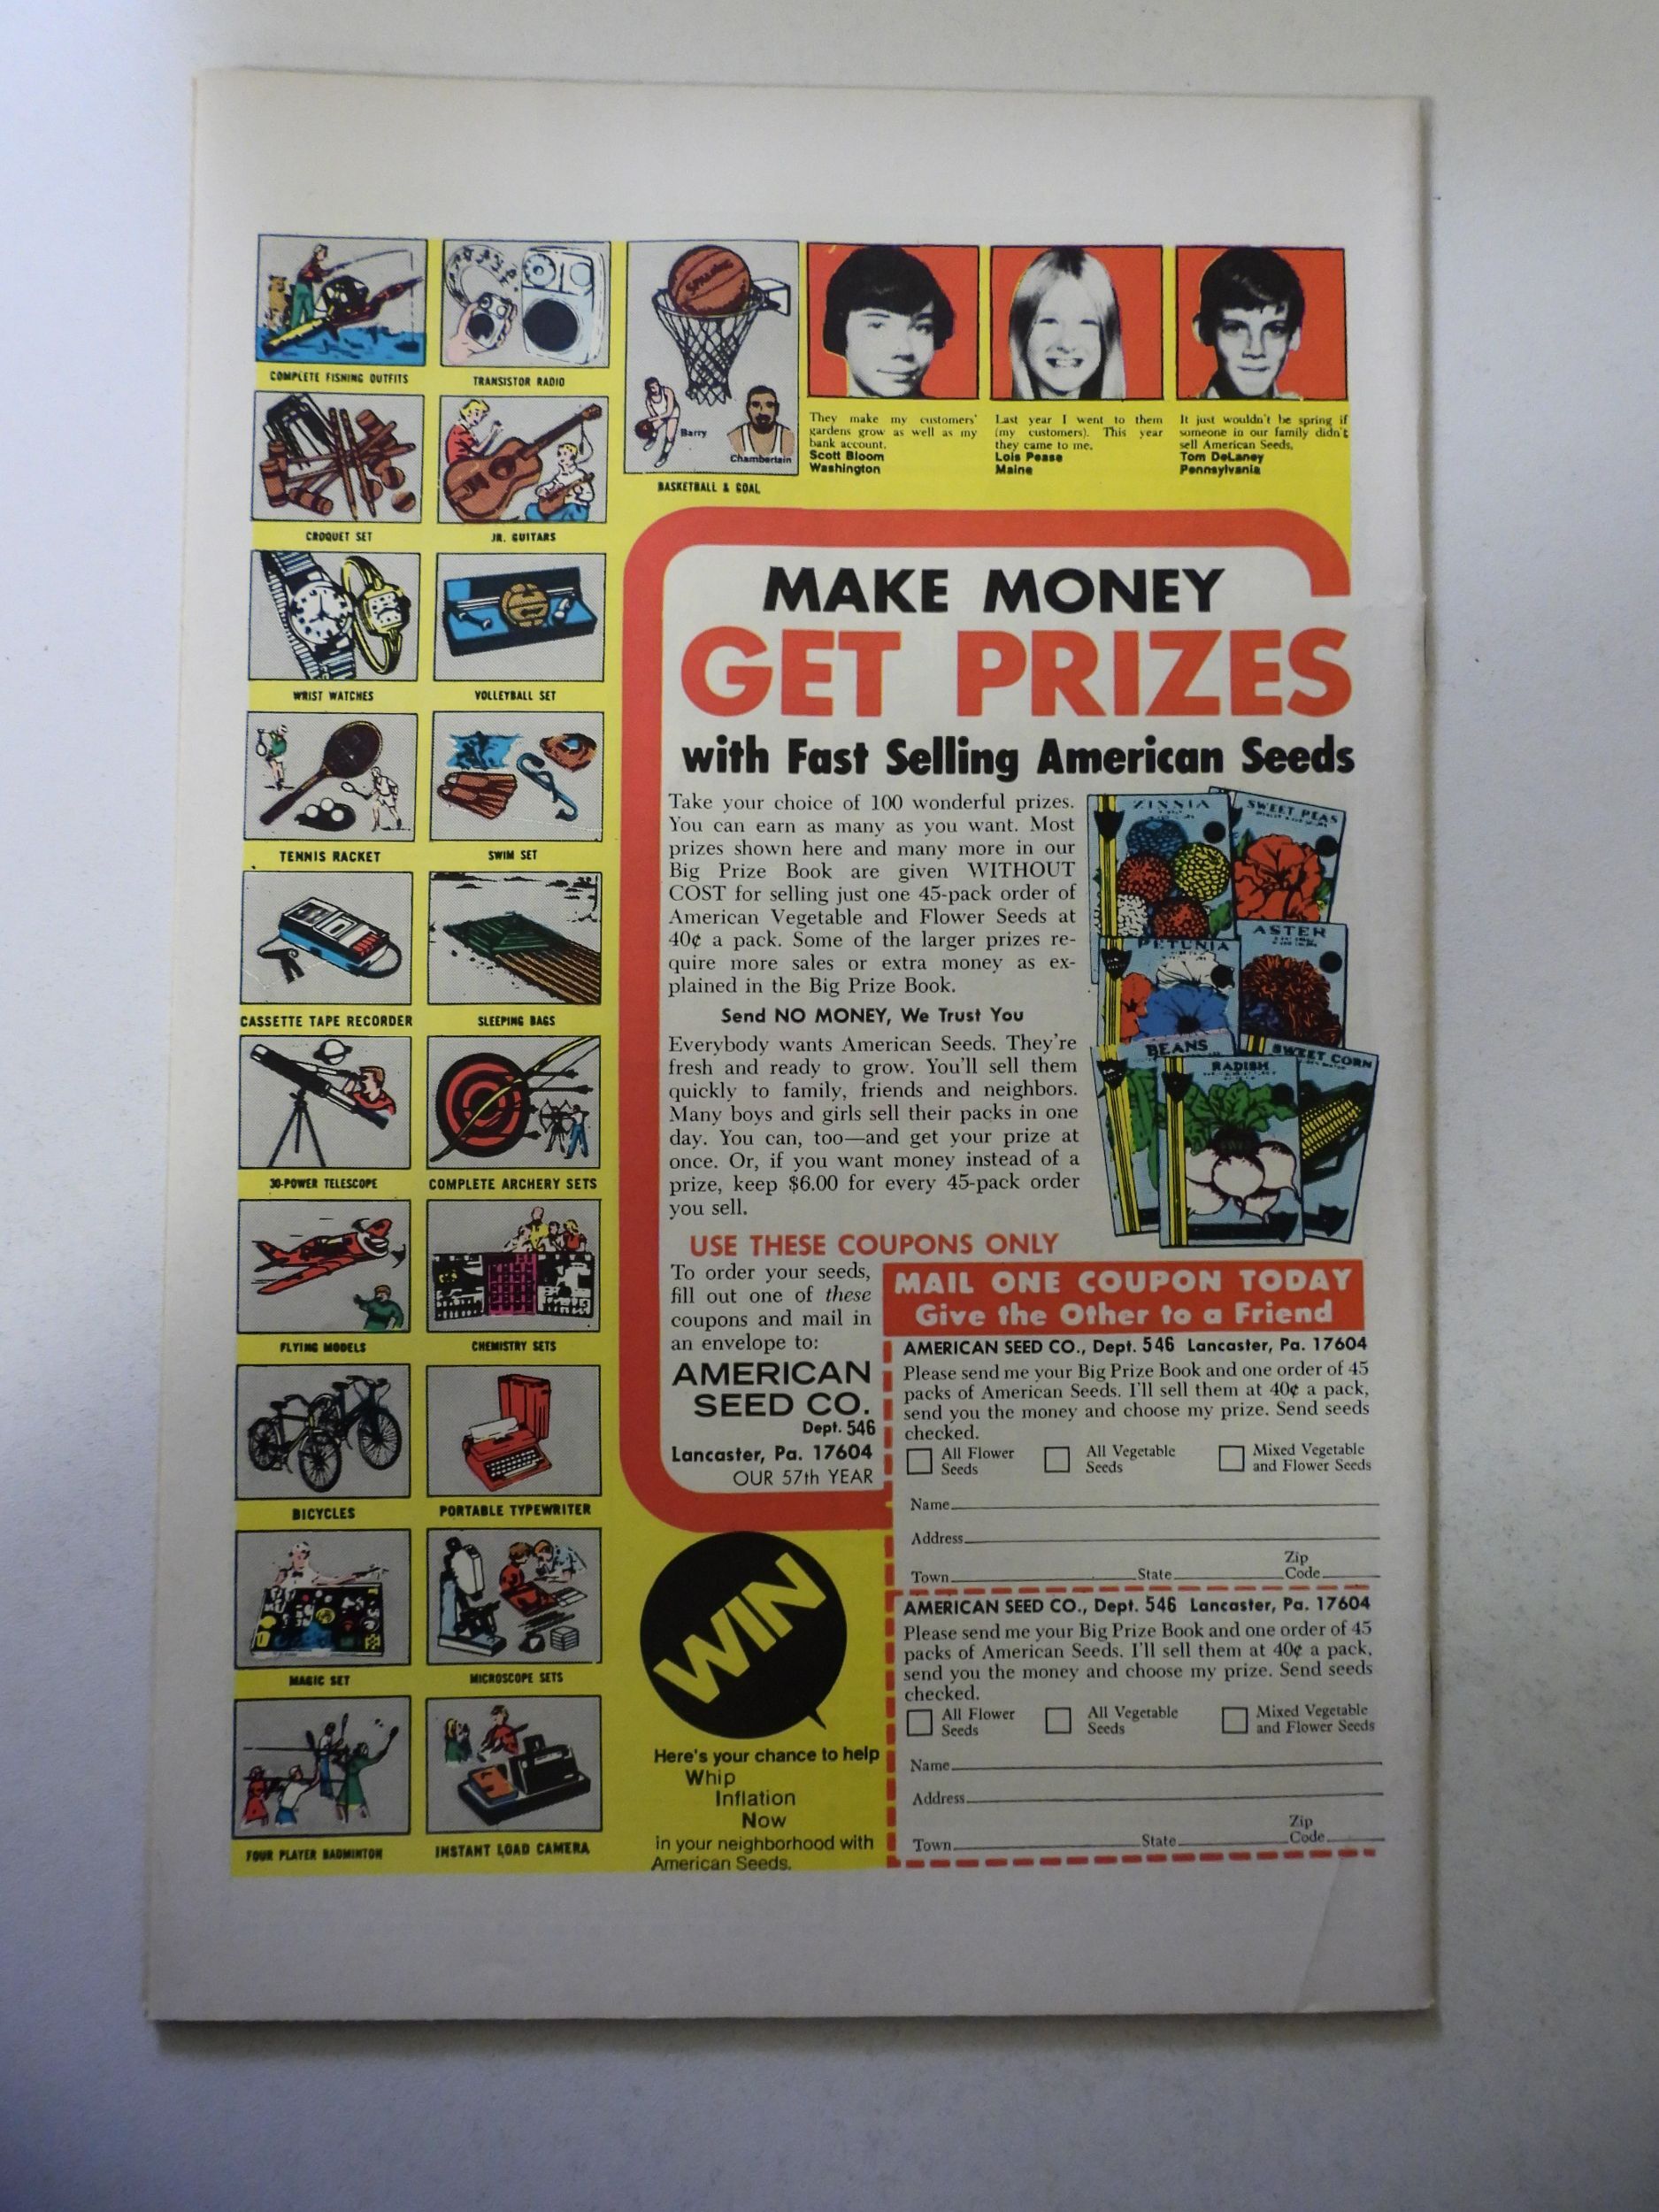 COMPLETE FISHING OUTFITS
TRANSISTOR RADIO
CROQUET SET
JR. GUITARS
WRIST WATCHES
VOLLEYBALL SET
TENNIS RACKET
SWIM SET
CASSETTE TAPE RECORDER
SLEEPING BAGS
30-POWER TELESCOPE
COMPLETE ARCHERY SETS
FLYING MODELS
CHEMISTRY SETS
BICYCLES
PORTABLE TYPEWRITER
MAGIC SET
MICROSCOPE SETS
FOUR PLAYER BADMINTON
INSTANT LOAD CAMERA
SPALDING
Barry
Chamberlain
BASKETBALL & GOAL
They make my customers'
gardens grow as well as my
bank account.
Scott Bloom
Washington
Last year I went to them
(my customers). This year
they came to me.
Lois Pease
Maine
It just wouldn't be spring if
someone in our family didn't
sell American Seeds.
Tom DeLaney
Pennsylvania
MAKE MONEY
GET PRIZES
with Fast Selling American Seeds
Take your choice of 100 wonderful prizes.
You can earn as many as you want. Most
prizes shown here and many more in our
Big Prize Book are given WITHOUT
COST for selling just one 45-pack order of
American Vegetable and Flower Seeds at
40¢ a pack. Some of the larger prizes re-
quire more sales or extra money as ex-
plained in the Big Prize Book.
Send NO MONEY, We Trust You
Everybody wants American Seeds. They're
fresh and ready to grow. You'll sell them
quickly to family, friends and neighbors.
Many boys and girls sell their packs in one
day. You can, too—and get your prize at
once. Or, if you want money instead of a
prize, keep $6.00 for every 45-pack order
you sell.
ZINNIA
SWEET PEAS
PETUNIA
ASTER
BEANS
RADISH
SWEET CORN
USE THESE COUPONS ONLY
To order your seeds,
fill out one of these
coupons and mail in
an envelope to:
AMERICAN
SEED CO.
Dept. 546
Lancaster, Pa. 17604
OUR 57th YEAR
MAIL ONE COUPON TODAY
Give the Other to a Friend
AMERICAN SEED CO., Dept. 546 Lancaster, Pa. 17604
Please send me your Big Prize Book and one order of 45
packs of American Seeds. I'll sell them at 40¢ a pack,
send you the money and choose my prize. Send seeds
checked.
All Flower Seeds
All Vegetable Seeds
Mixed Vegetable and Flower Seeds
Name
Address
Town State Zip Code
AMERICAN SEED CO., Dept. 546 Lancaster, Pa. 17604
Please send me your Big Prize Book and one order of 45
packs of American Seeds. I'll sell them at 40¢ a pack,
send you the money and choose my prize. Send seeds
checked.
All Flower Seeds
All Vegetable Seeds
Mixed Vegetable and Flower Seeds
Name
Address
Town State Zip Code
WIN
Here's your chance to help
Whip
Inflation
Now
in your neighborhood with
American Seeds.